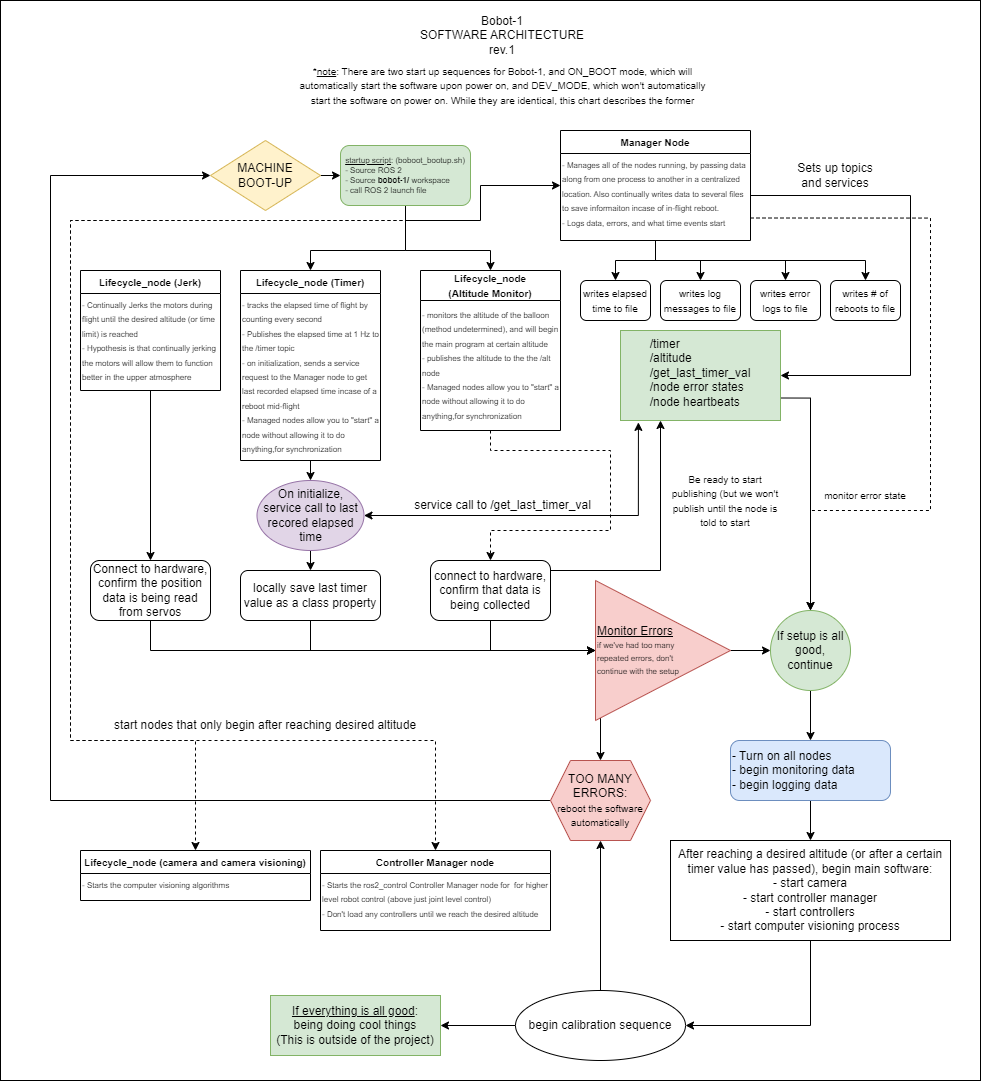 Bobot-1
SOFTWARE ARCHITECTURE
rev.1
*note: There are two start up sequences for Bobot-1, and ON_BOOT mode, which will
automatically start the software upon power on, and DEV_MODE, which won't automatically
start the software on power on. While they are identical, this chart describes the former
MACHINE
BOOT-UP
startup script: (boboot_bootup.sh)
- Source ROS 2
- Source bobot-1/ workspace
- call ROS 2 launch file
Manager Node
- Manages all of the nodes running, by passing data
along from one process to another in a centralized
location. Also continually writes data to several files
to save informaiton incase of in-flight reboot.
- Logs data, errors, and what time events start
Sets up topics
and services
Lifecycle_node (Jerk)
- Continually Jerks the motors during
flight until the desired altitude (or time
limit) is reached
- Hypothesis is that continually jerking
the motors will allow them to function
better in the upper atmosphere
Lifecycle_node (Timer)
- tracks the elapsed time of flight by
counting every second
- Publishes the elapsed time at 1 Hz to
the /timer topic
- on initialization, sends a service
request to the Manager node to get
last recorded elapsed time incase of a
reboot mid-flight
- Managed nodes allow you to "start" a
node without allowing it to do
anything,for synchronization
Lifecycle_node
(Altitude Monitor)
- monitors the altitude of the balloon
(method undetermined), and will begin
the main program at certain altitude
- publishes the altitude to the the /alt
node
- Managed nodes allow you to "start" a
node without allowing it to do
anything,for synchronization
writes elapsed
time to file
writes log
messages to file
writes error
logs to file
writes # of
reboots to file
/timer
/altitude
/get_last_timer_val
/node error states
/node heartbeats
On initialize,
service call to last
recored elapsed
time
service call to /get_last_timer_val
Be ready to start
publishing (but we won't
publish until the node is
told to start
monitor error state
Connect to hardware,
confirm the position
data is being read
from servos
locally save last timer
value as a class property
connect to hardware,
confirm that data is
being collected
Monitor Errors
if we've had too many
repeated errors, don't
continue with the setup
If setup is all
good,
continue
start nodes that only begin after reaching desired altitude
TOO MANY
ERRORS:
reboot the software
automatically
- Turn on all nodes
- begin monitoring data
- begin logging data
Lifecycle_node (camera and camera visioning)
- Starts the computer visioning algorithms
Controller Manager node
- Starts the ros2_control Controller Manager node for  for higher
level robot control (above just joint level control)
- Don't load any controllers until we reach the desired altitude
After reaching a desired altitude (or after a certain
timer value has passed), begin main software:
- start camera
- start controller manager
- start controllers
- start computer visioning process
begin calibration sequence
If everything is all good:
being doing cool things
(This is outside of the project)